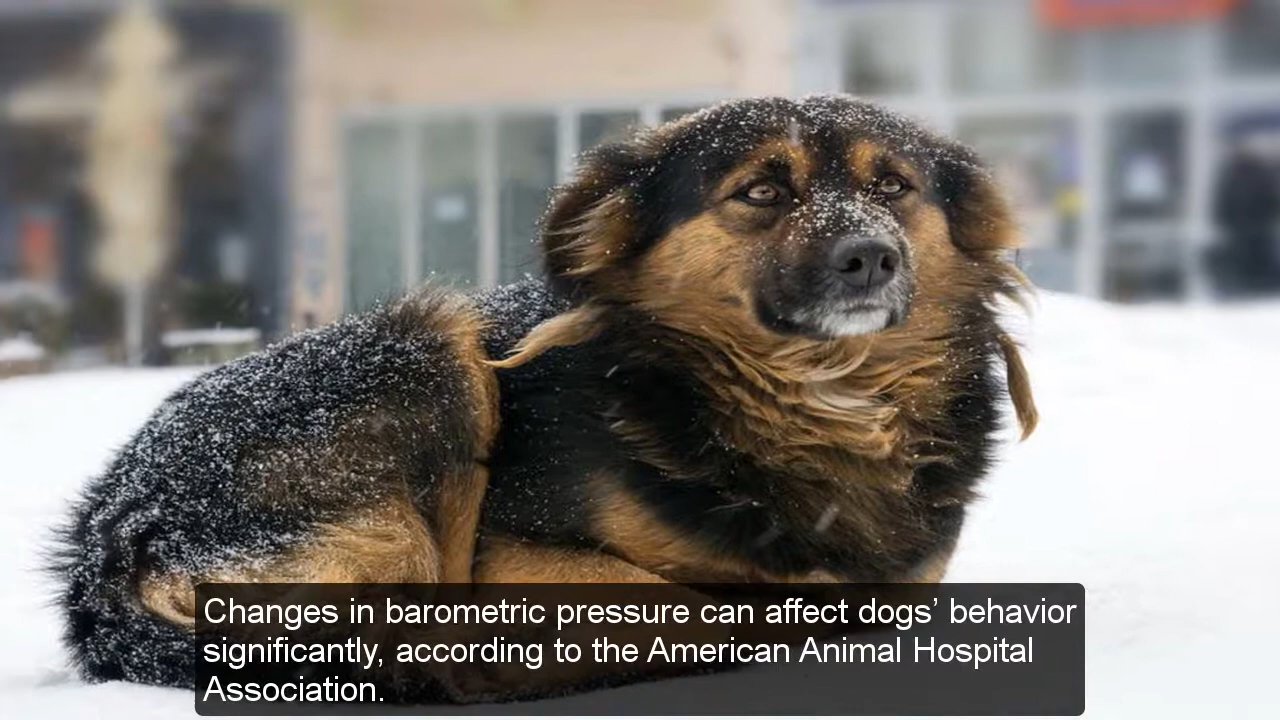 Changes in barometric pressure can affect dogs’ behavior
significantly, according to the American Animal Hospital
Association.